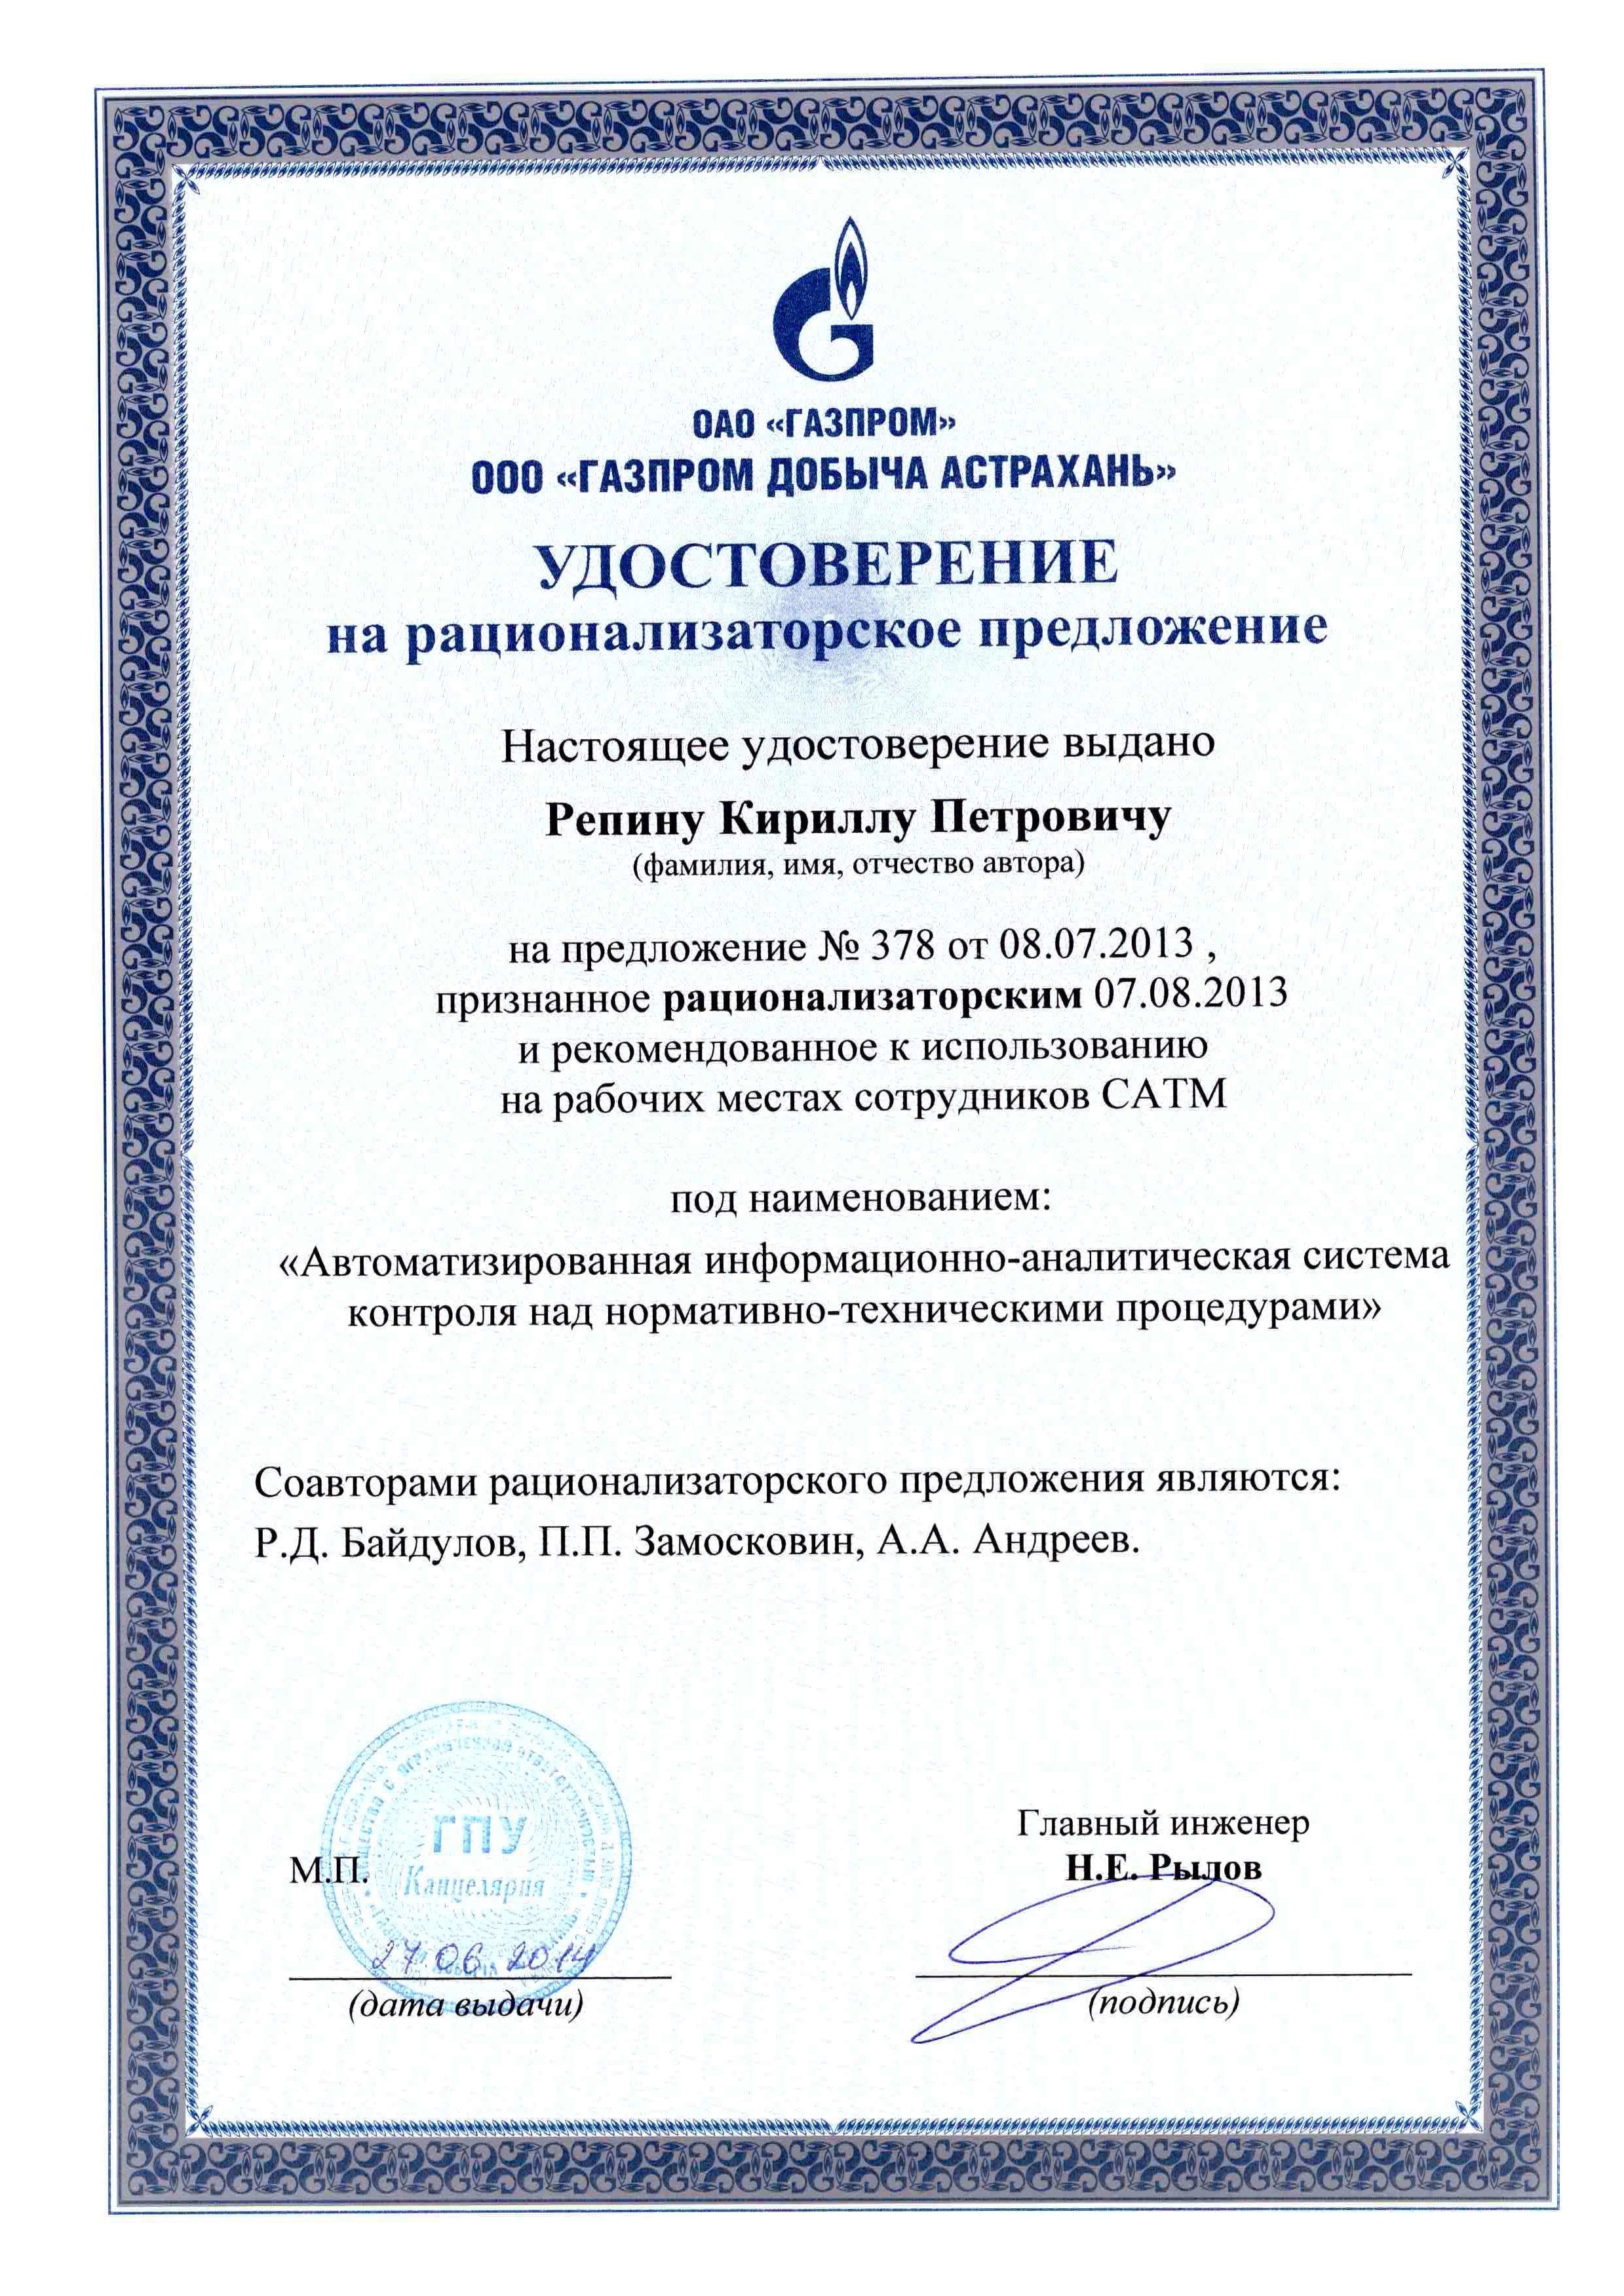 ОАО «ГАЗПРОМ»
ООО «ГАЗПРОМ ДОБЫЧА АСТРАХАНЬ»
УДОСТОВЕРЕНИЕ
на рационализаторское предложение
Настоящее удостоверение выдано
Репину Кириллу Петровичу
(фамилия, имя, отчество автора)
на предложение № 378 от 08.07.2013 ,
признанное рационализаторским 07.08.2013
и рекомендованное к использованию
на рабочих местах сотрудников САТМ
под наименованием:
«Автоматизированная информационно-аналитическая система
контроля над нормативно-техническими процедурами»
Соавторами рационализаторского предложения являются:
Р.Д. Байдулов, П.П. Замосковин, А.А. Андреев.
общество с ограниченной ответственностью
ГПУ
Канцелярия
М.П.
27.06.2014
(дата выдачи)
Главный инженер
Н.Е. Рылов
(подпись)